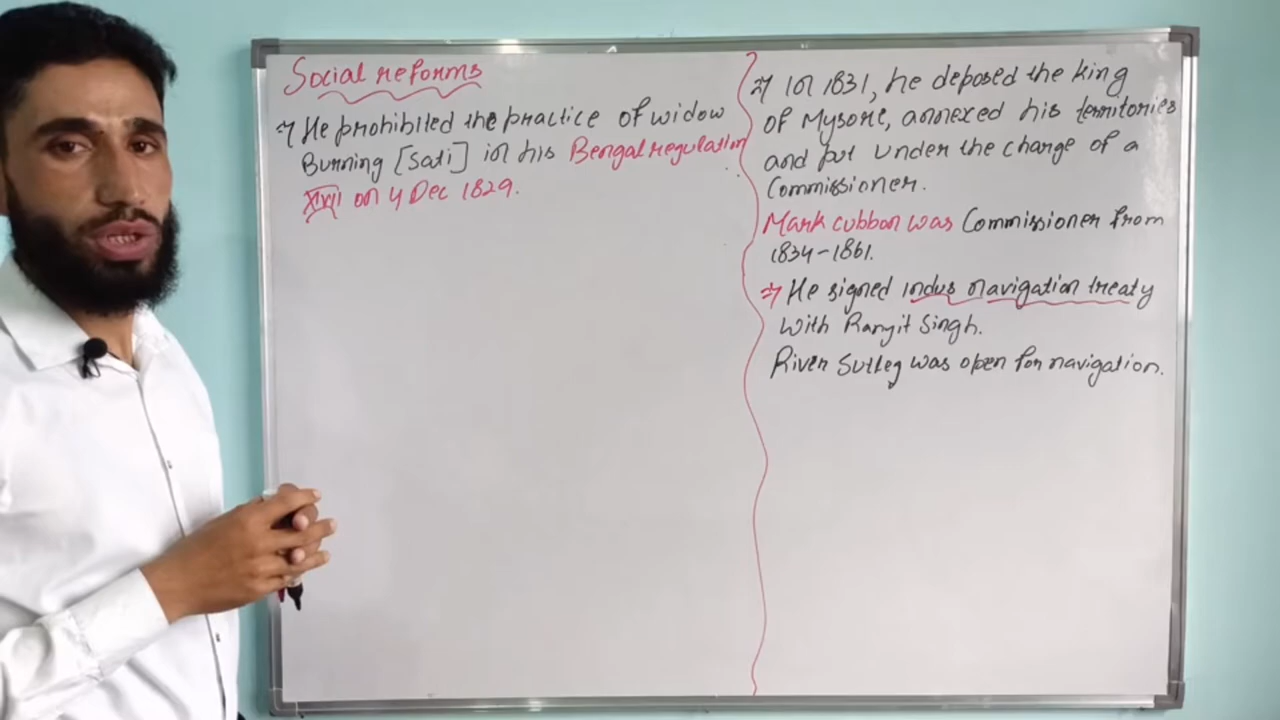 Social reforms
⇒ He prohibited the practice of widow
Burning [Sati] in his Bengal regulation
XVII on 4 Dec 1829.
⇒ In 1831, he deposed the king
of Mysore, annexed his territories
and put under the charge of a
Commissioner.
Mark cubbon was Commissioner from
1834-1861.
⇒ He signed indus navigation treaty
with Ranjit Singh.
River Sutleg was open for navigation.